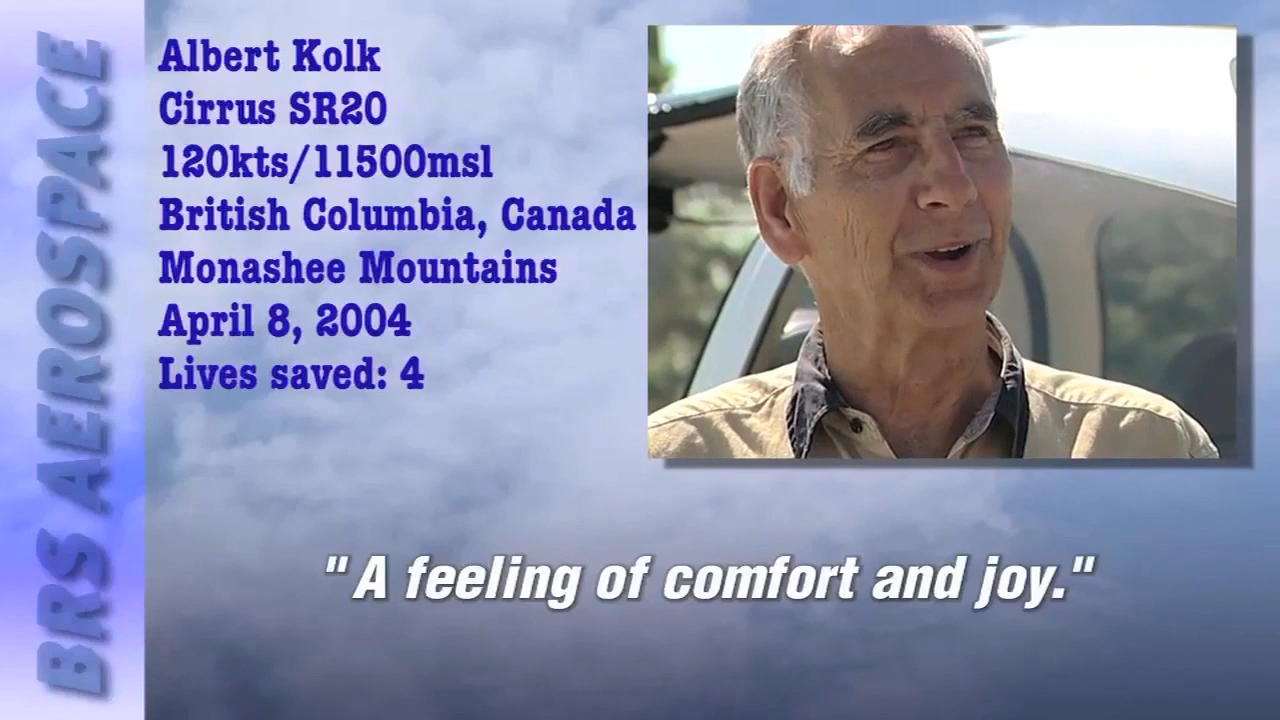 BRS AEROSPACE
Albert Kolk
Cirrus SR20
120kts/11500msl
British Columbia, Canada
Monashee Mountains
April 8, 2004
Lives saved: 4
"A feeling of comfort and joy."